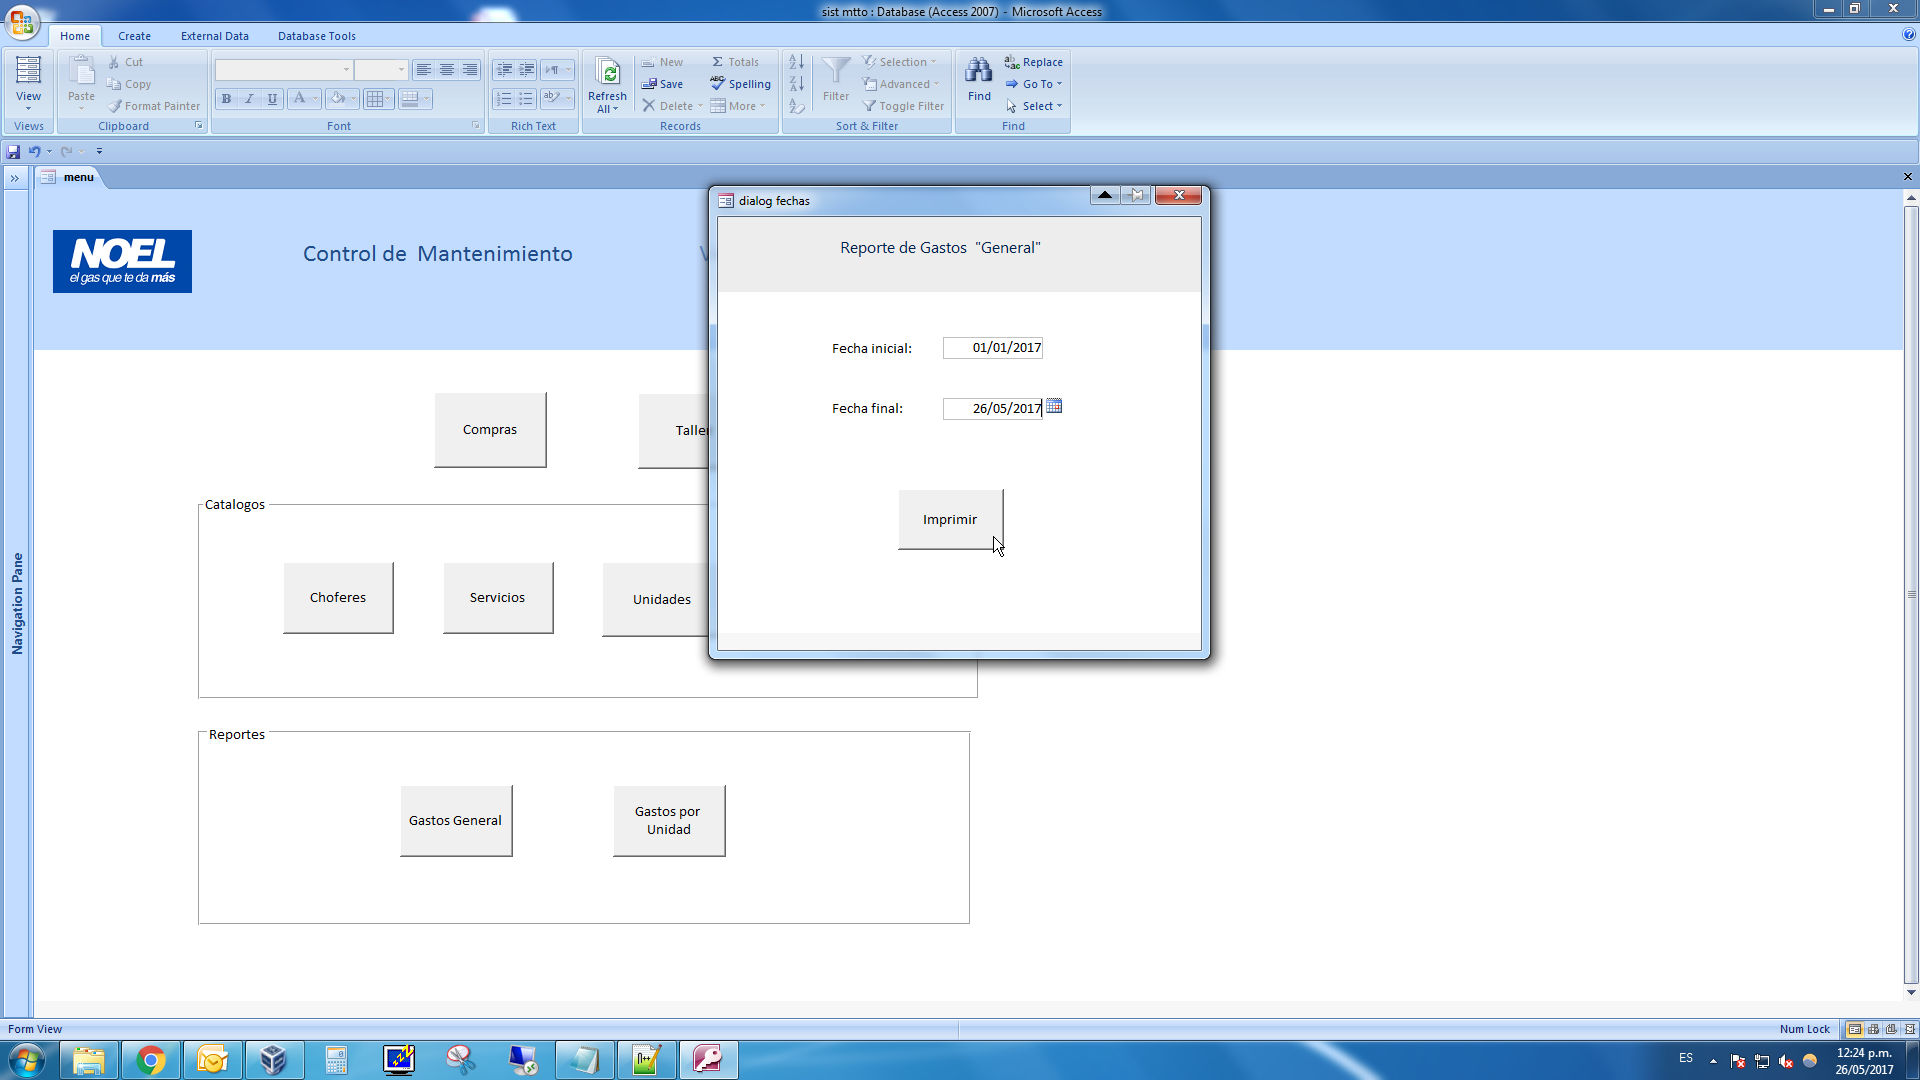 sist mtto : Database (Access 2007) - Microsoft Access
Home
Create
External Data
Database Tools
View
Views
Paste
Cut
Copy
Format Painter
Clipboard
B I U A
Font
Rich Text
Refresh
All
New
Save
Delete
Totals
Spelling
More
Records
Filter
Selection
Advanced
Toggle Filter
Sort & Filter
Find
Replace
Go To
Select
Find
menu
Navigation Pane
NOEL
el gas que te da más
Control de Mantenimiento
V
Compras
Taller
Catalogos
Choferes
Servicios
Unidades
Reportes
Gastos General
Gastos por
Unidad
dialog fechas
Reporte de Gastos "General"
Fecha inicial:
01/01/2017
Fecha final:
26/05/2017
Imprimir
Form View
Num Lock
ES
12:24 p.m.
26/05/2017